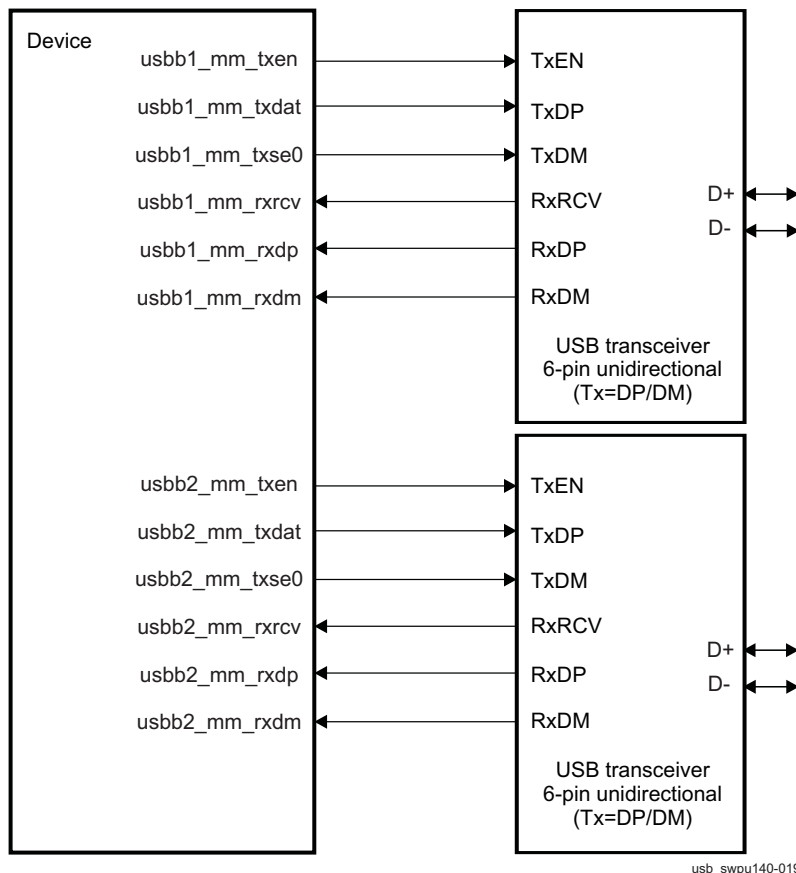 Device
usbb1_mm_txen
TxEN
usbb1_mm_txdat
TxDP
usbb1_mm_txse0
TxDM
usbb1_mm_rxrcv
RxRCV
D+
usbb1_mm_rxdp
RxDP
D-
usbb1_mm_rxdm
RxDM
USB transceiver
6-pin unidirectional
(Tx=DP/DM)
usbb2_mm_txen
TxEN
usbb2_mm_txdat
TxDP
usbb2_mm_txse0
TxDM
usbb2_mm_rxrcv
RxRCV
D+
usbb2_mm_rxdp
RxDP
D-
usbb2_mm_rxdm
RxDM
USB transceiver
6-pin unidirectional
(Tx=DP/DM)
usb_swpu140-019